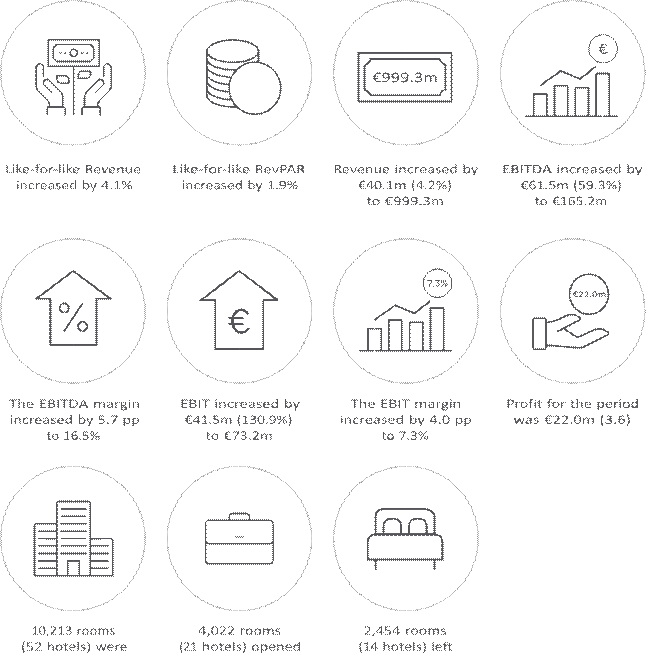 €999.3m
€
Like-for-like Revenue
increased by 4.1%
Like-for-like RevPAR
increased by 1.9%
Revenue increased by
€40.1m (4.2%)
to €999.3m
EBITDA increased by
€61.5m (59.3%)
to €165.2m
%
€
7.3%
€22.0m
The EBITDA margin
increased by 5.7 pp
to 16.5%
EBIT increased by
€41.5m (130.9%)
to €73.2m
The EBIT margin
increased by 4.0 pp
to 7.3%
Profit for the period
was €22.0m (3.6)
10,213 rooms
(52 hotels) were
4,022 rooms
(21 hotels) opened
2,454 rooms
(14 hotels) left